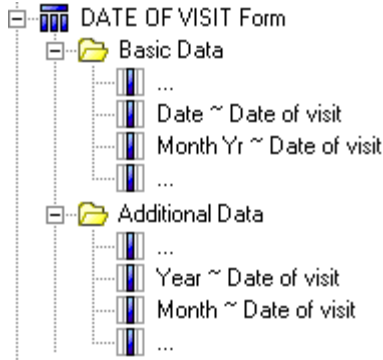 DATE OF VISIT Form
Basic Data
...
Date ~ Date of visit
Month Yr ~ Date of visit
...
Additional Data
...
Year ~ Date of visit
Month ~ Date of visit
...